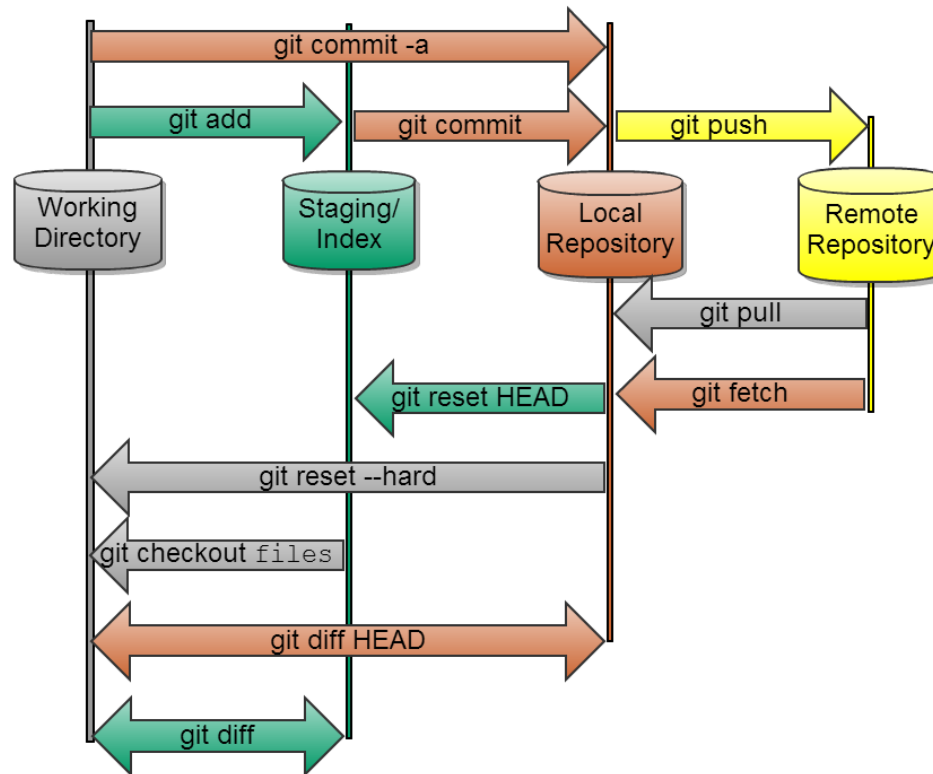 git commit -a
git add
git commit
git push
Working
Directory
Staging/
Index
Local
Repository
Remote
Repository
git pull
git reset HEAD
git fetch
git reset --hard
git checkout files
git diff HEAD
git diff